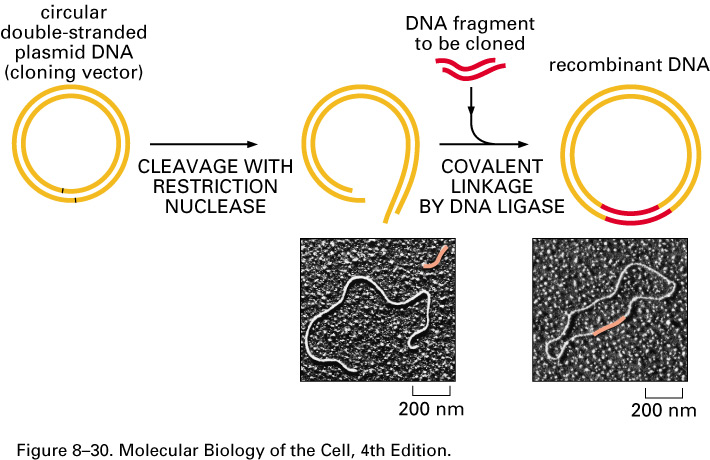 circular
double-stranded
plasmid DNA
(cloning vector)
CLEAVAGE WITH
RESTRICTION
NUCLEASE
DNA fragment
to be cloned
COVALENT
LINKAGE
BY DNA LIGASE
recombinant DNA
200 nm
200 nm
Figure 8–30. Molecular Biology of the Cell, 4th Edition.